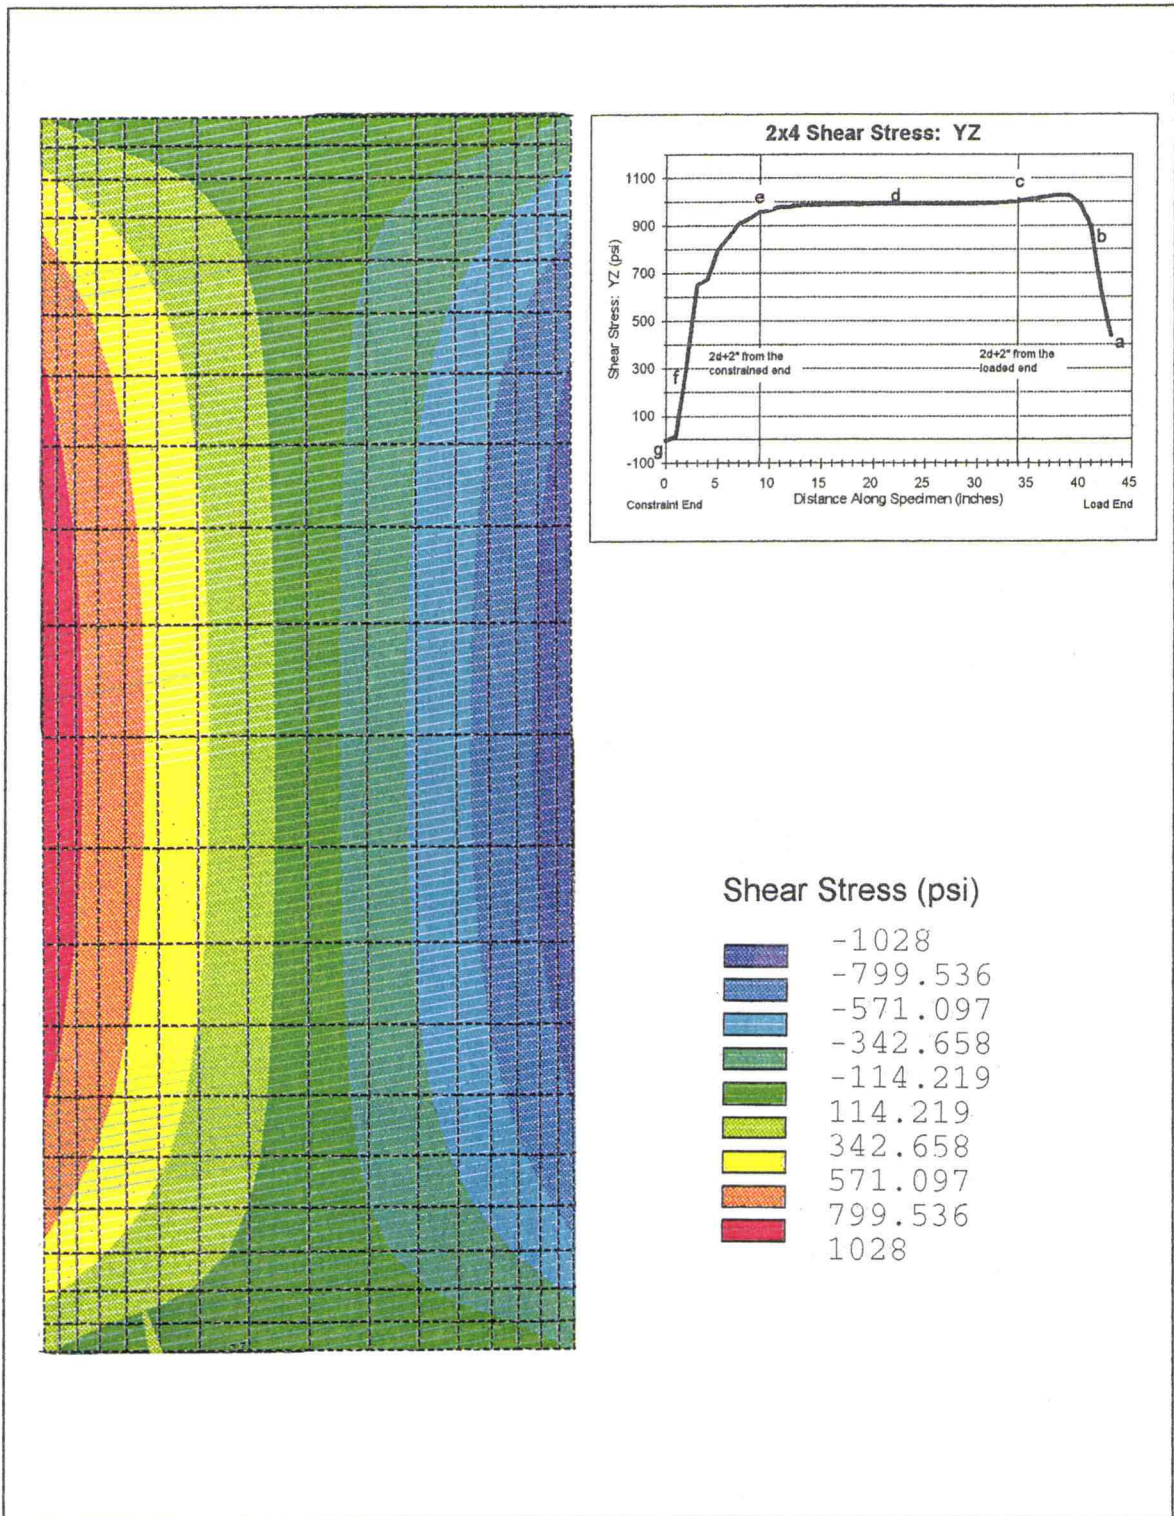 2x4 Shear Stress: YZ
Shear Stress: YZ (psi)
1100
900
700
500
300
100
-100
a
b
c
d
e
f
g
2d+2" from the
constrained end
2d+2" from the
loaded end
0 5 10 15 20 25 30 35 40 45
Constraint End
Distance Along Specimen (Inches)
Load End
Shear Stress (psi)
-1028
-799.536
-571.097
-342.658
-114.219
114.219
342.658
571.097
799.536
1028